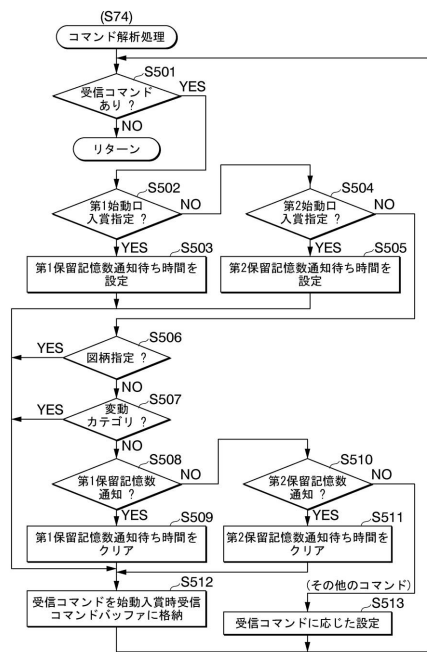 (S74)
コマンド解析処理
S501
受信コマンド
あり ?
YES
NO
リターン
S502
第1始動口
入賞指定 ?
NO
S504
第2始動口
入賞指定 ?
NO
YES
S503
YES
S505
第1保留記憶数通知待ち時間を
設定
第2保留記憶数通知待ち時間を
設定
S506
YES
図柄指定 ?
NO
S507
YES
変動
カテゴリ ?
NO
S508
第1保留記憶数
通知 ?
NO
S510
第2保留記憶数
通知 ?
NO
YES
S509
YES
S511
第1保留記憶数通知待ち時間を
クリア
第2保留記憶数通知待ち時間を
クリア
S512
(その他のコマンド)
S513
受信コマンドを始動入賞時受信
コマンドバッファに格納
受信コマンドに応じた設定